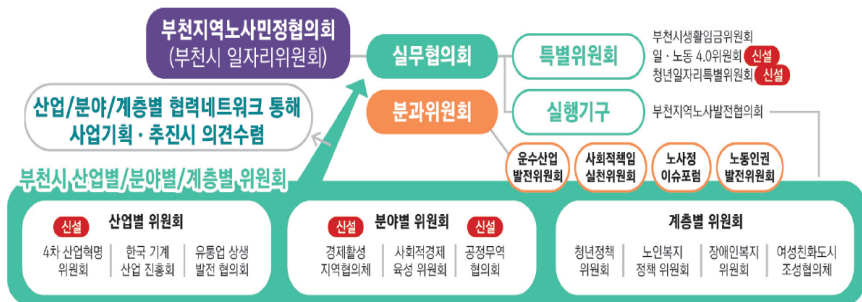 부천지역노사민정협의회
(부천시 일자리위원회)
실무협의회
특별위원회
부천시생활임금위원회
일·노동 4.0위원회 신설
청년일자리특별위원회 신설
분과위원회
실행기구
부천지역노사발전협의회
산업/분야/계층별 협력네트워크 통해
사업기획·추진시 의견수렴
운수산업
발전위원회
사회적책임
실천위원회
노사정
이슈포럼
노동인권
발전위원회
부천시 산업별/분야별/계층별 위원회
신설
산업별 위원회
4차 산업혁명
위원회
한국 기계
산업 진흥회
유통업 상생
발전 협의회
신설
분야별 위원회
신설
경제활성
지역협의체
사회적경제
육성 위원회
공정무역
협의회
계층별 위원회
청년정책
위원회
노인복지
정책 위원회
장애인복지
위원회
여성친화도시
조성협의체